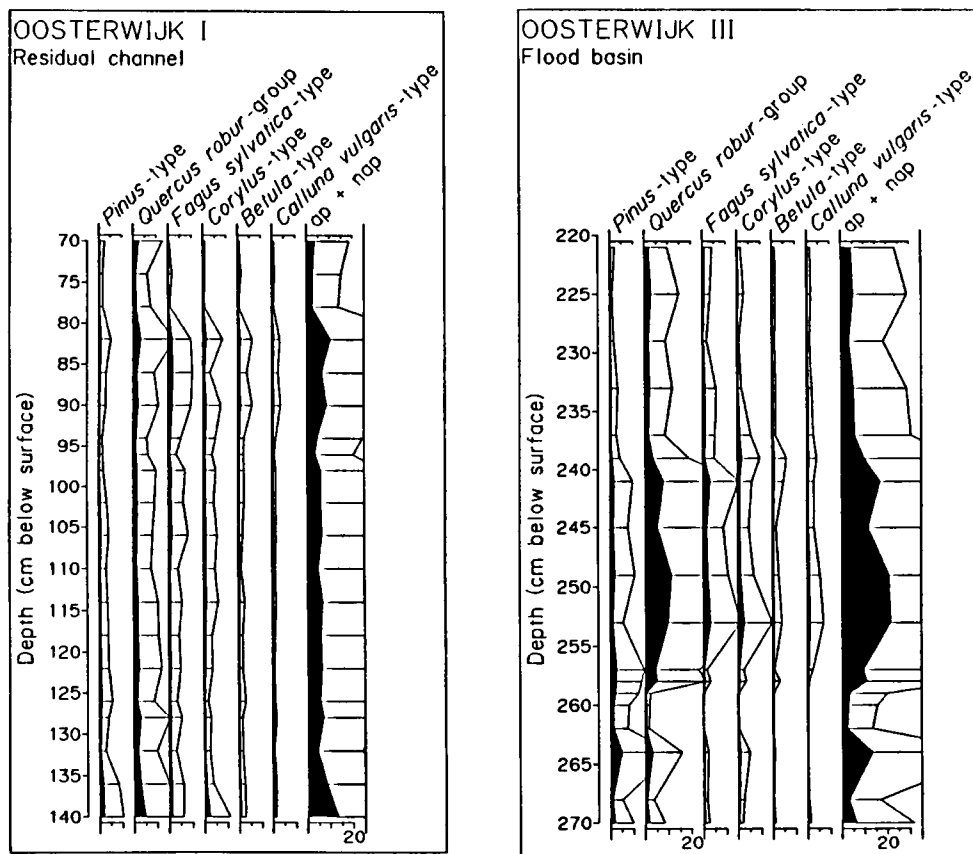 OOSTERWIJK I
Residual channel
Pinus-type
Quercus robur-group
Fagus sylvatica-type
Corylus-type
Betula-type
Calluna vulgaris-type
ap + nap
Depth (cm below surface)
70
75
80
85
90
95
100
105
110
115
120
125
130
135
140
20
OOSTERWIJK III
Flood basin
Pinus-type
Quercus robur-group
Fagus sylvatica-type
Corylus-type
Betula-type
Calluna vulgaris-type
ap + nap
Depth (cm below surface)
220
225
230
235
240
245
250
255
260
265
270
20
20